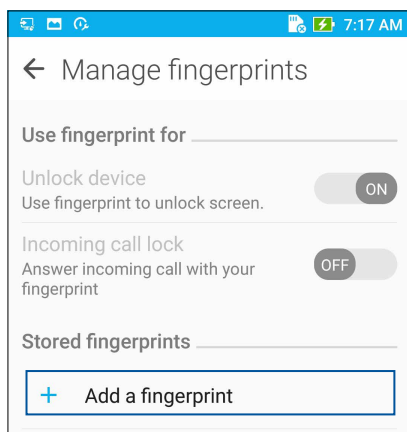 7:17 AM
Manage fingerprints
Use fingerprint for
Unlock device
Use fingerprint to unlock screen.
ON
Incoming call lock
Answer incoming call with your
fingerprint
OFF
Stored fingerprints
+ Add a fingerprint